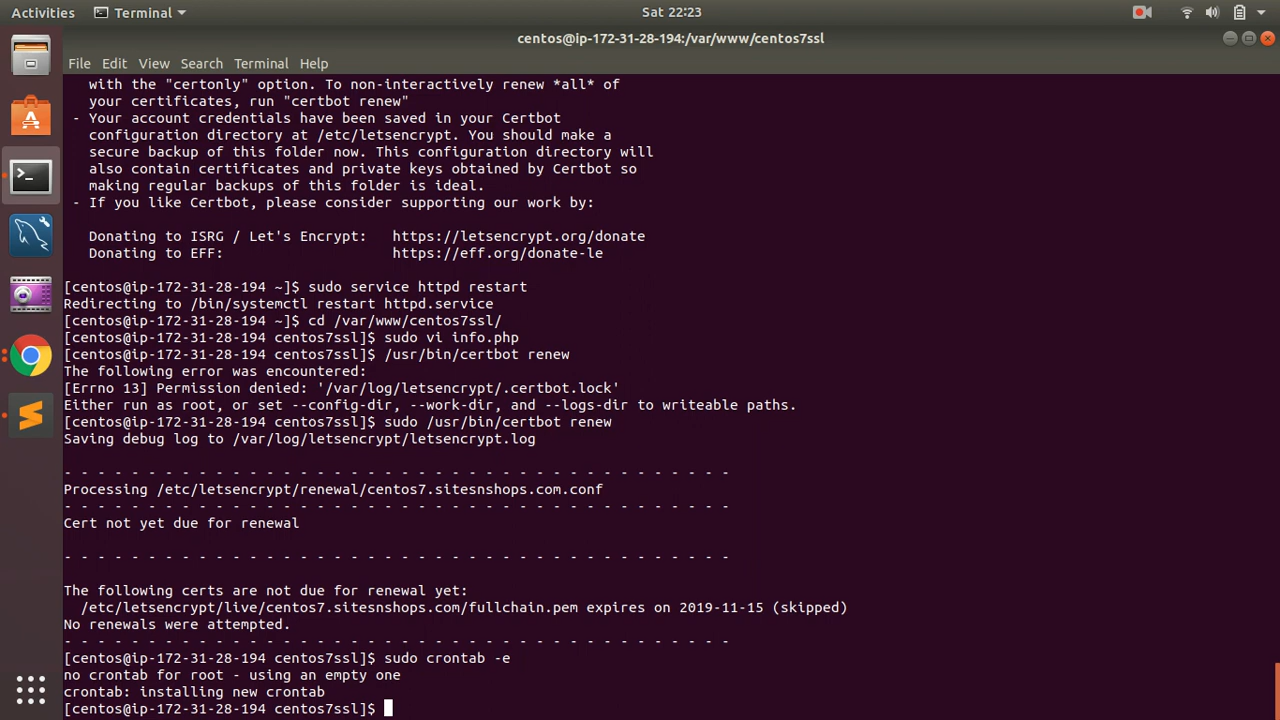 Activities Terminal Sat 22:23
centos@ip-172-31-28-194:/var/www/centos7ssl
File Edit View Search Terminal Help
with the "certonly" option. To non-interactively renew *all* of
your certificates, run "certbot renew"
- Your account credentials have been saved in your Certbot
configuration directory at /etc/letsencrypt. You should make a
secure backup of this folder now. This configuration directory will
also contain certificates and private keys obtained by Certbot so
making regular backups of this folder is ideal.
- If you like Certbot, please consider supporting our work by:
Donating to ISRG / Let's Encrypt: https://letsencrypt.org/donate
Donating to EFF: https://eff.org/donate-le
[centos@ip-172-31-28-194 ~]$ sudo service httpd restart
Redirecting to /bin/systemctl restart httpd.service
[centos@ip-172-31-28-194 ~]$ cd /var/www/centos7ssl/
[centos@ip-172-31-28-194 centos7ssl]$ sudo vi info.php
[centos@ip-172-31-28-194 centos7ssl]$ /usr/bin/certbot renew
The following error was encountered:
[Errno 13] Permission denied: '/var/log/letsencrypt/.certbot.lock'
Either run as root, or set --config-dir, --work-dir, and --logs-dir to writeable paths.
[centos@ip-172-31-28-194 centos7ssl]$ sudo /usr/bin/certbot renew
Saving debug log to /var/log/letsencrypt/letsencrypt.log
- - - - - - - - - - - - - - - - - - - - - - - - - - - - - - - - - - - - - - - -
Processing /etc/letsencrypt/renewal/centos7.sitesnshops.com.conf
- - - - - - - - - - - - - - - - - - - - - - - - - - - - - - - - - - - - - - - -
Cert not yet due for renewal
- - - - - - - - - - - - - - - - - - - - - - - - - - - - - - - - - - - - - - - -
The following certs are not due for renewal yet:
/etc/letsencrypt/live/centos7.sitesnshops.com/fullchain.pem expires on 2019-11-15 (skipped)
No renewals were attempted.
- - - - - - - - - - - - - - - - - - - - - - - - - - - - - - - - - - - - - - - -
[centos@ip-172-31-28-194 centos7ssl]$ sudo crontab -e
no crontab for root - using an empty one
crontab: installing new crontab
[centos@ip-172-31-28-194 centos7ssl]$